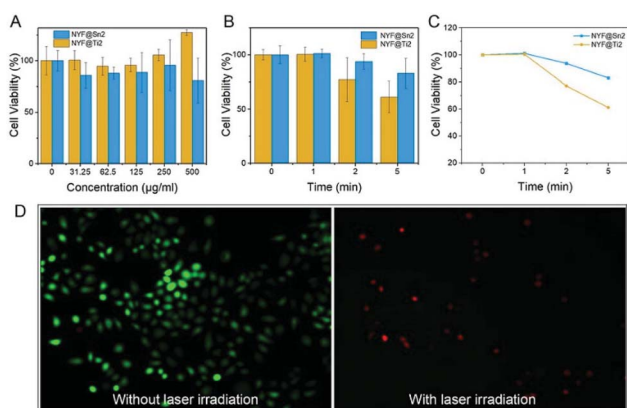 A
NYF@Sn2
NYF@Ti2
Cell Viability (%)
100
50
0
0 31.25 62.5 125 250 500
Concentration (µg/ml)
B
NYF@Sn2
NYF@Ti2
Cell Viability (%)
100
50
0
0 1 2 5
Time (min)
C
NYF@Sn2
NYF@Ti2
Cell Viability (%)
120
100
80
60
40
20
0 1 2 5
Time (min)
D
Without laser irradiation
With laser irradiation